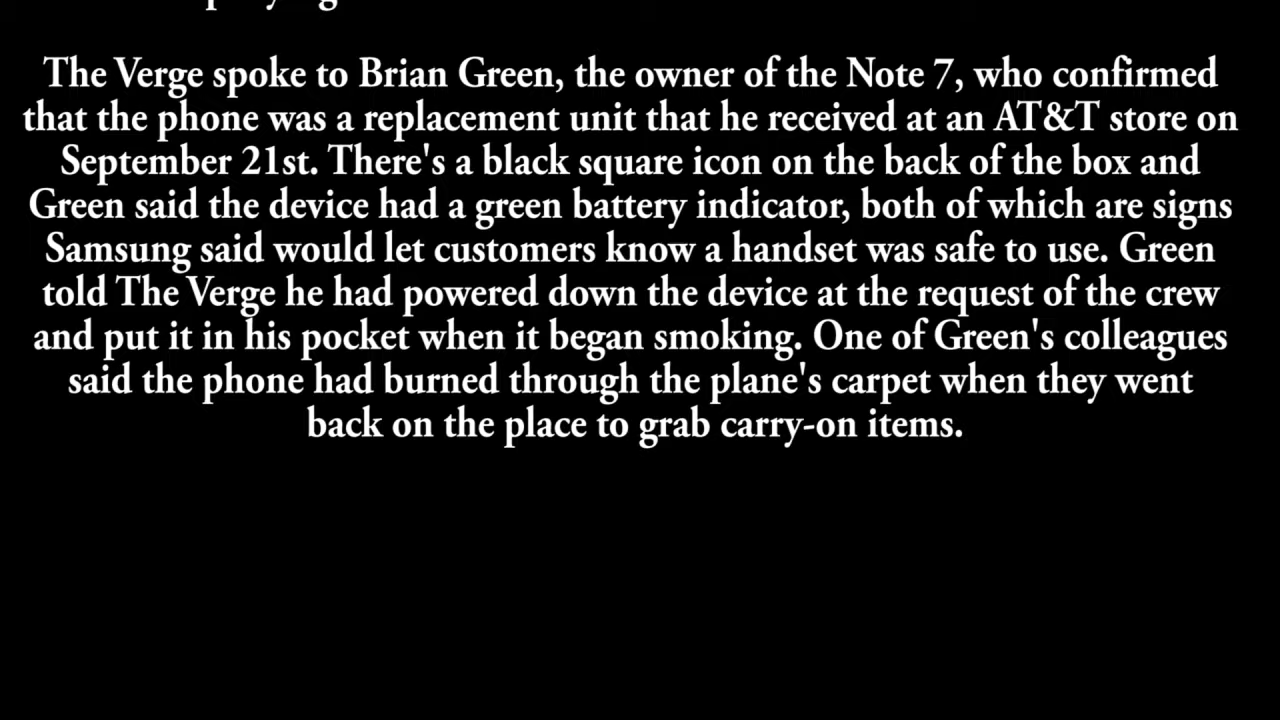 The Verge spoke to Brian Green, the owner of the Note 7, who confirmed
that the phone was a replacement unit that he received at an AT&T store on
September 21st. There's a black square icon on the back of the box and
Green said the device had a green battery indicator, both of which are signs
Samsung said would let customers know a handset was safe to use. Green
told The Verge he had powered down the device at the request of the crew
and put it in his pocket when it began smoking. One of Green's colleagues
said the phone had burned through the plane's carpet when they went
back on the place to grab carry-on items.